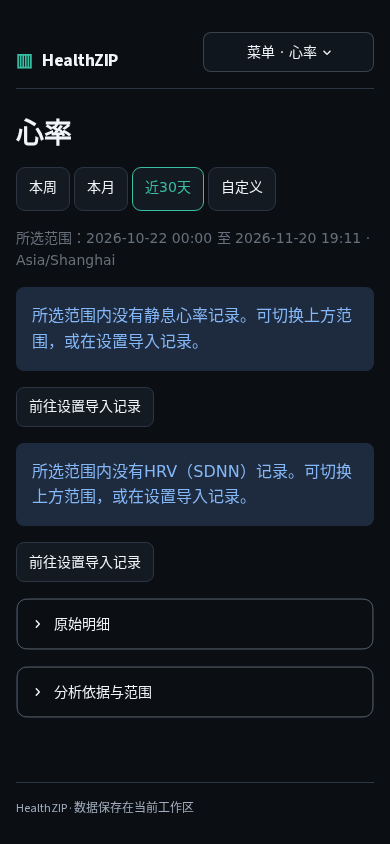 HealthZIP
菜单 · 心率
心率
本周
本月
近30天
自定义
所选范围：2026-10-22 00:00 至 2026-11-20 19:11 ·
Asia/Shanghai
所选范围内没有静息心率记录。可切换上方范
围，或在设置导入记录。
前往设置导入记录
所选范围内没有HRV（SDNN）记录。可切换
上方范围，或在设置导入记录。
前往设置导入记录
原始明细
分析依据与范围
HealthZIP · 数据保存在当前工作区